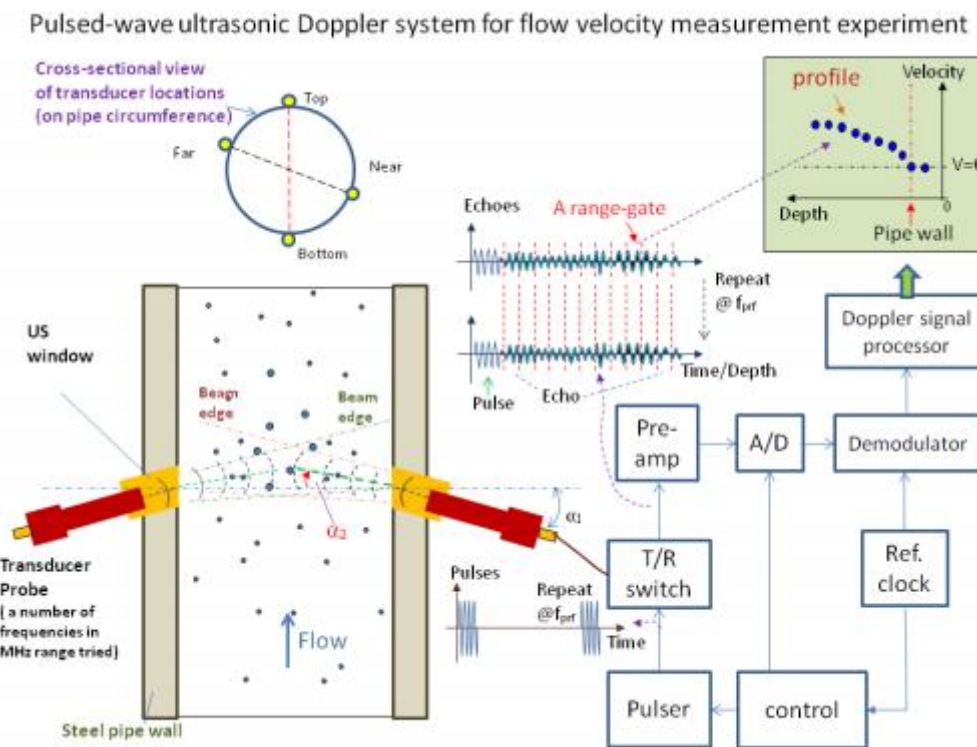 Pulsed-wave ultrasonic Doppler system for flow velocity measurement experiment
Cross-sectional view
of transducer locations
(on pipe circumference)
Top
Far
Near
Bottom
profile
Velocity
V=0
Depth
0
Pipe wall
Echoes
A range-gate
Repeat
@ fprf
Time/Depth
Pulse
Echo
Doppler signal
processor
US
window
Beagn
edge
Beam
edge
α2
α1
Pre-
amp
A/D
Demodulator
T/R
switch
Ref.
clock
Transducer
Probe
( a number of
frequencies in
MHz range tried)
Pulses
Repeat
@fprf
Time
Flow
Steel pipe wall
Pulser
control